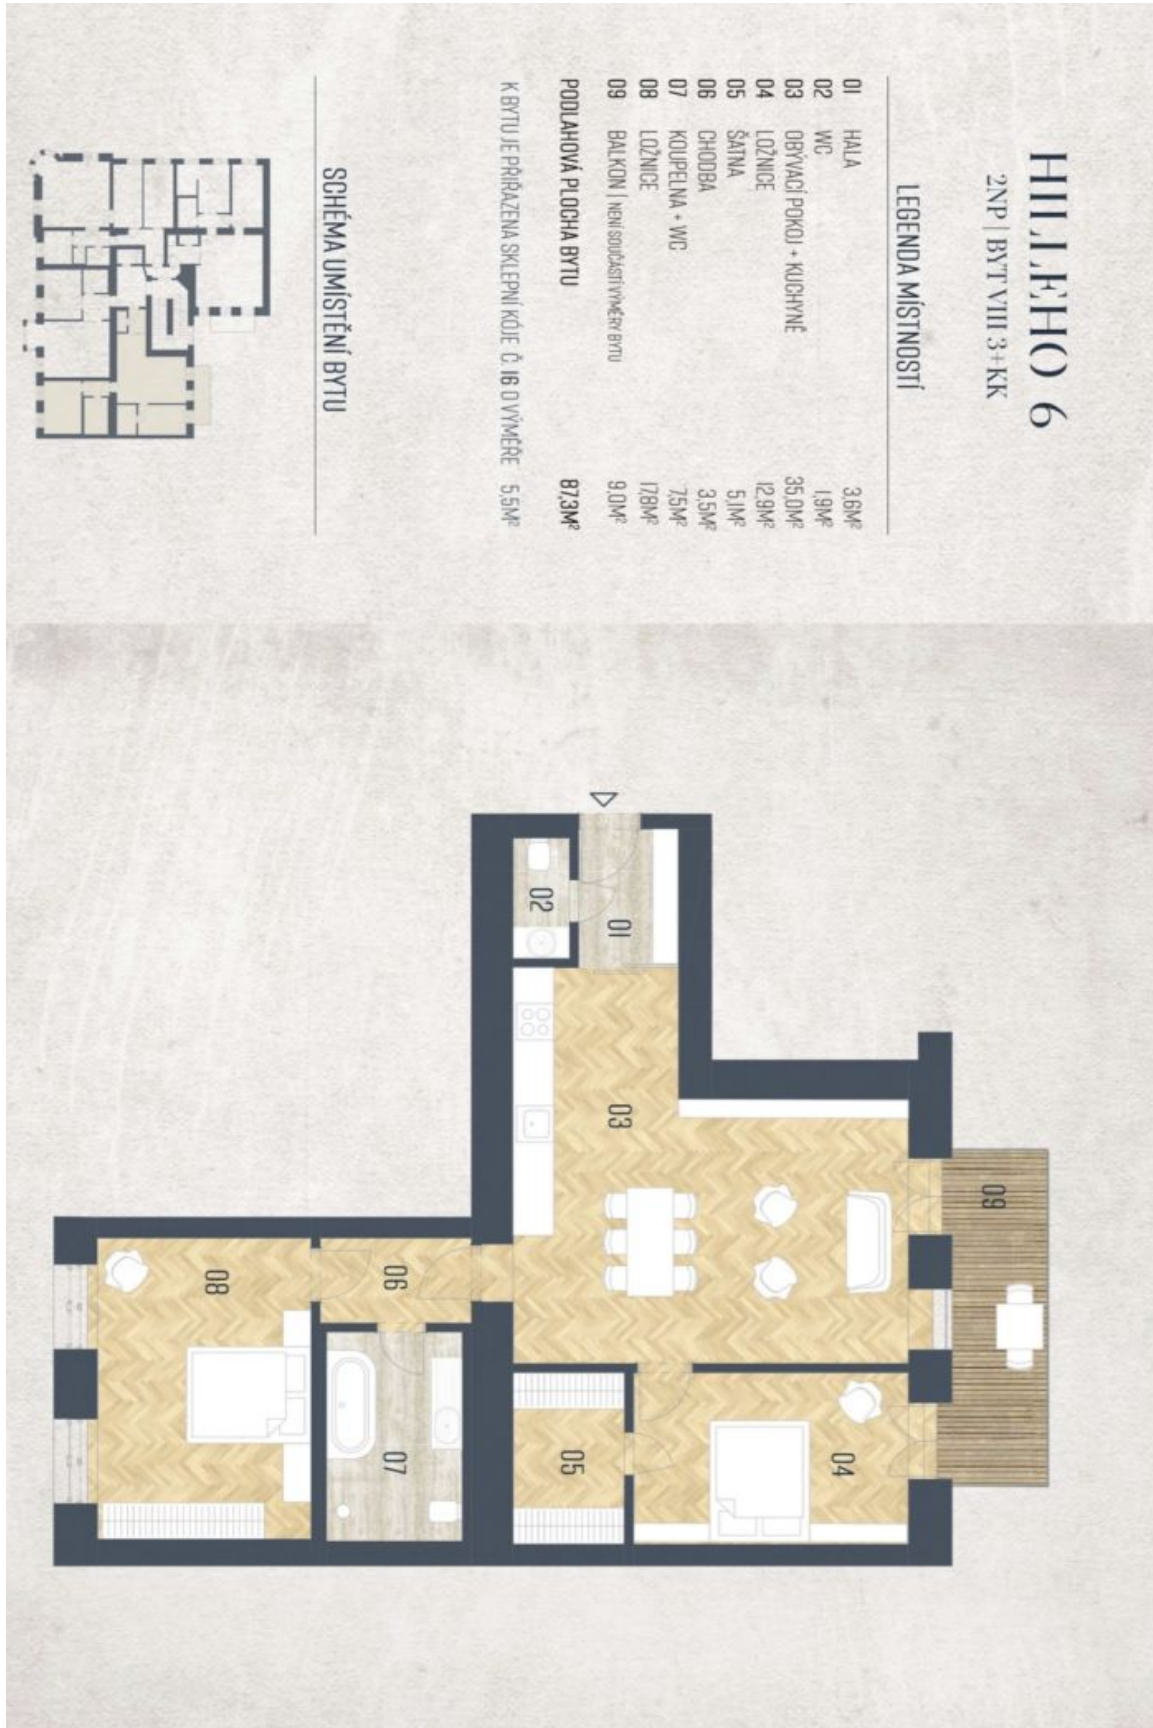 HILLEHO 6
2NP | BYT VIII 3+KK
LEGENDA MÍSTNOSTÍ
01 HALA 3,6M²
02 WC 1,9M²
03 OBÝVACÍ POKOJ + KUCHYNĚ 35,0M²
04 LOŽNICE 12,9M²
05 ŠATNA 5,1M²
06 CHODBA 3,5M²
07 KOUPELNA + WC 7,5M²
08 LOŽNICE 17,8M²
09 BALKON | NENÍ SOUČÁSTÍ VÝMĚRY BYTU 9,0M²
PODLAHOVÁ PLOCHA BYTU 87,3M²
K BYTU JE PŘIŘAZENA SKLEPNÍ KÓJE Č. 16 O VÝMĚŘE 5,5M²
SCHÉMA UMÍSTĚNÍ BYTU
09
04
03
05
01
02
06
07
08